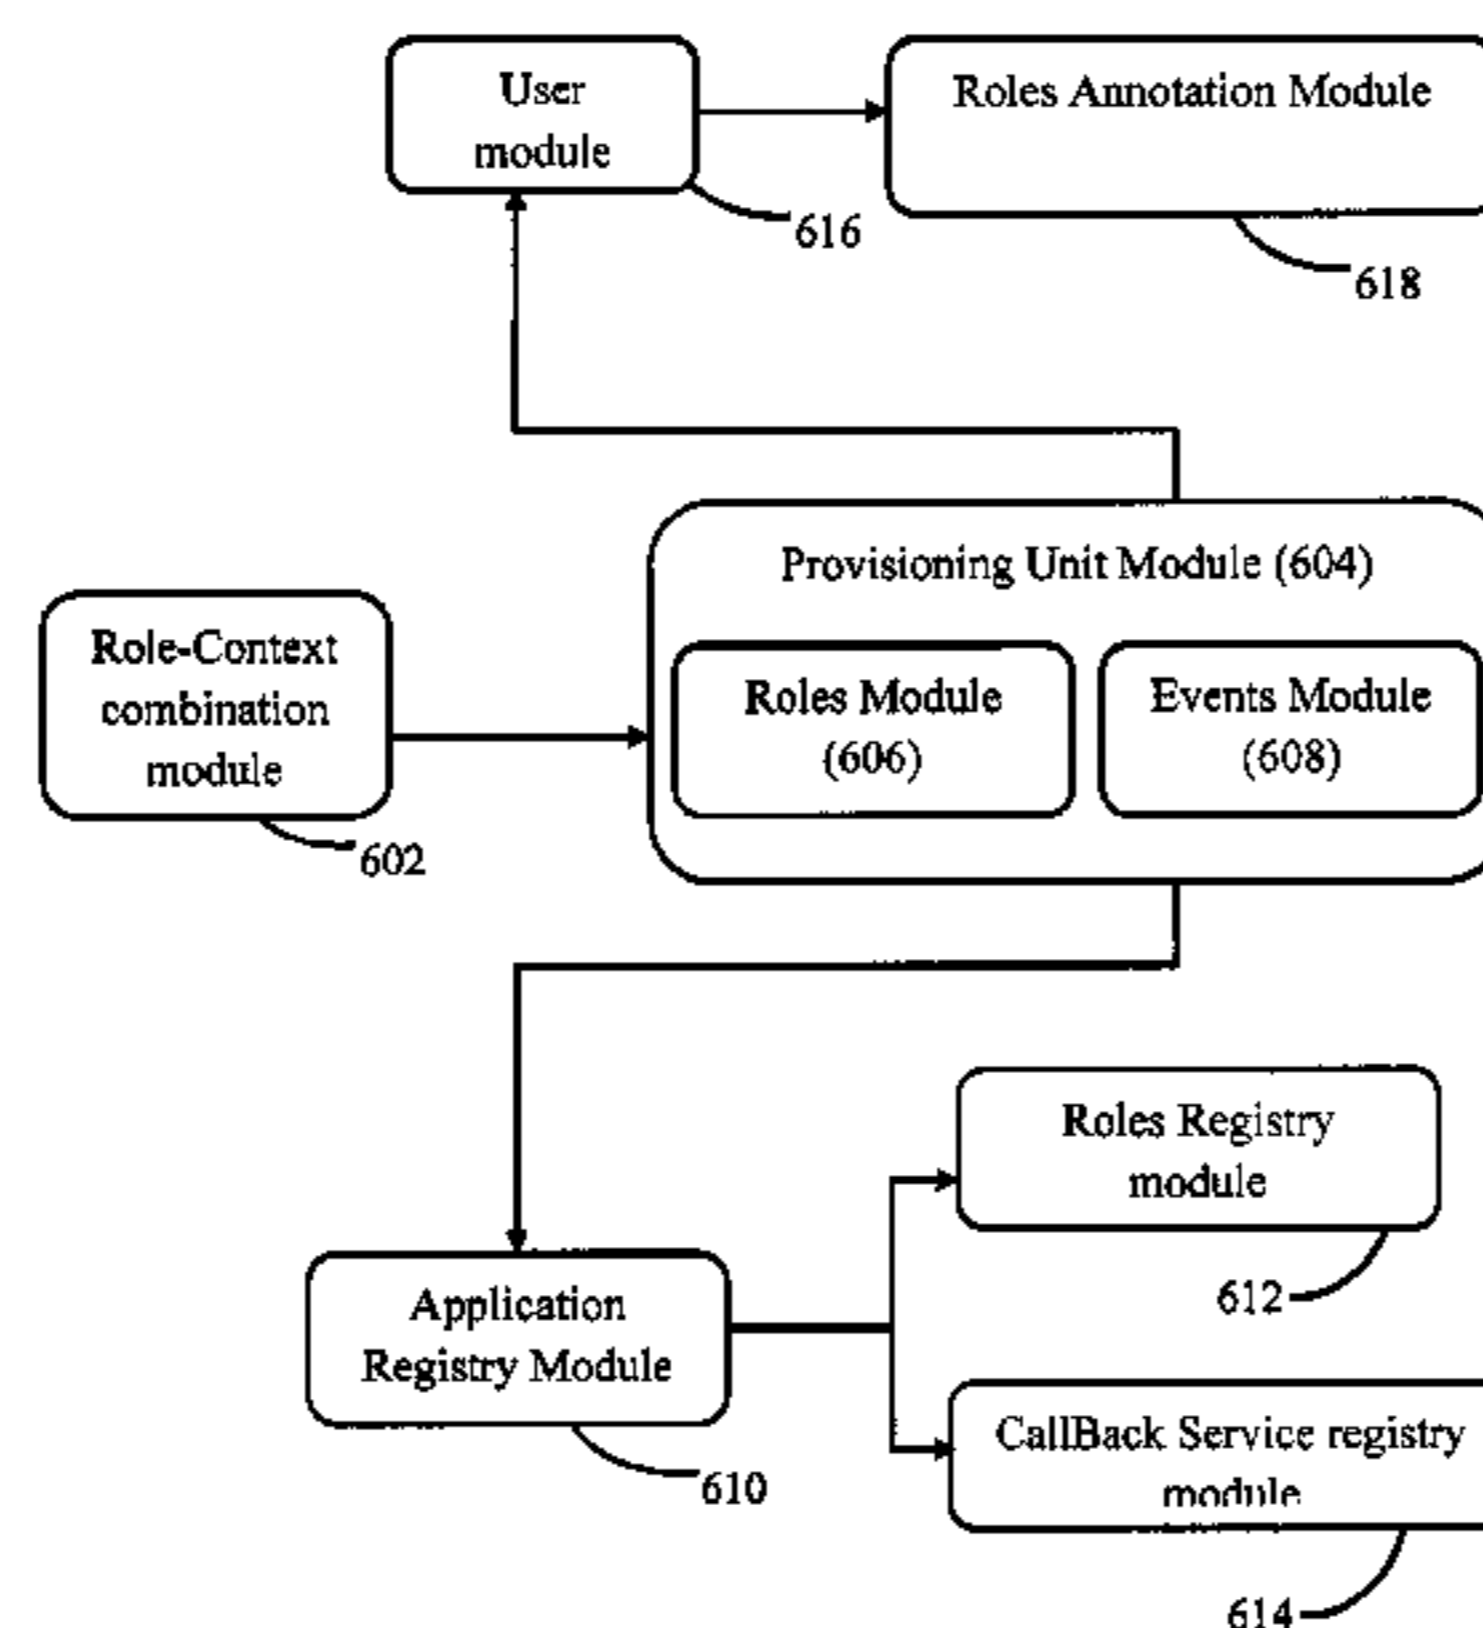 User
module
Roles Annotation Module
616
618
Provisioning Unit Module (604)
Role-Context
combination
module
Roles Module
(606)
Events Module
(608)
602
Roles Registry
module
612
Application
Registry Module
CallBack Service registry
module
610
614